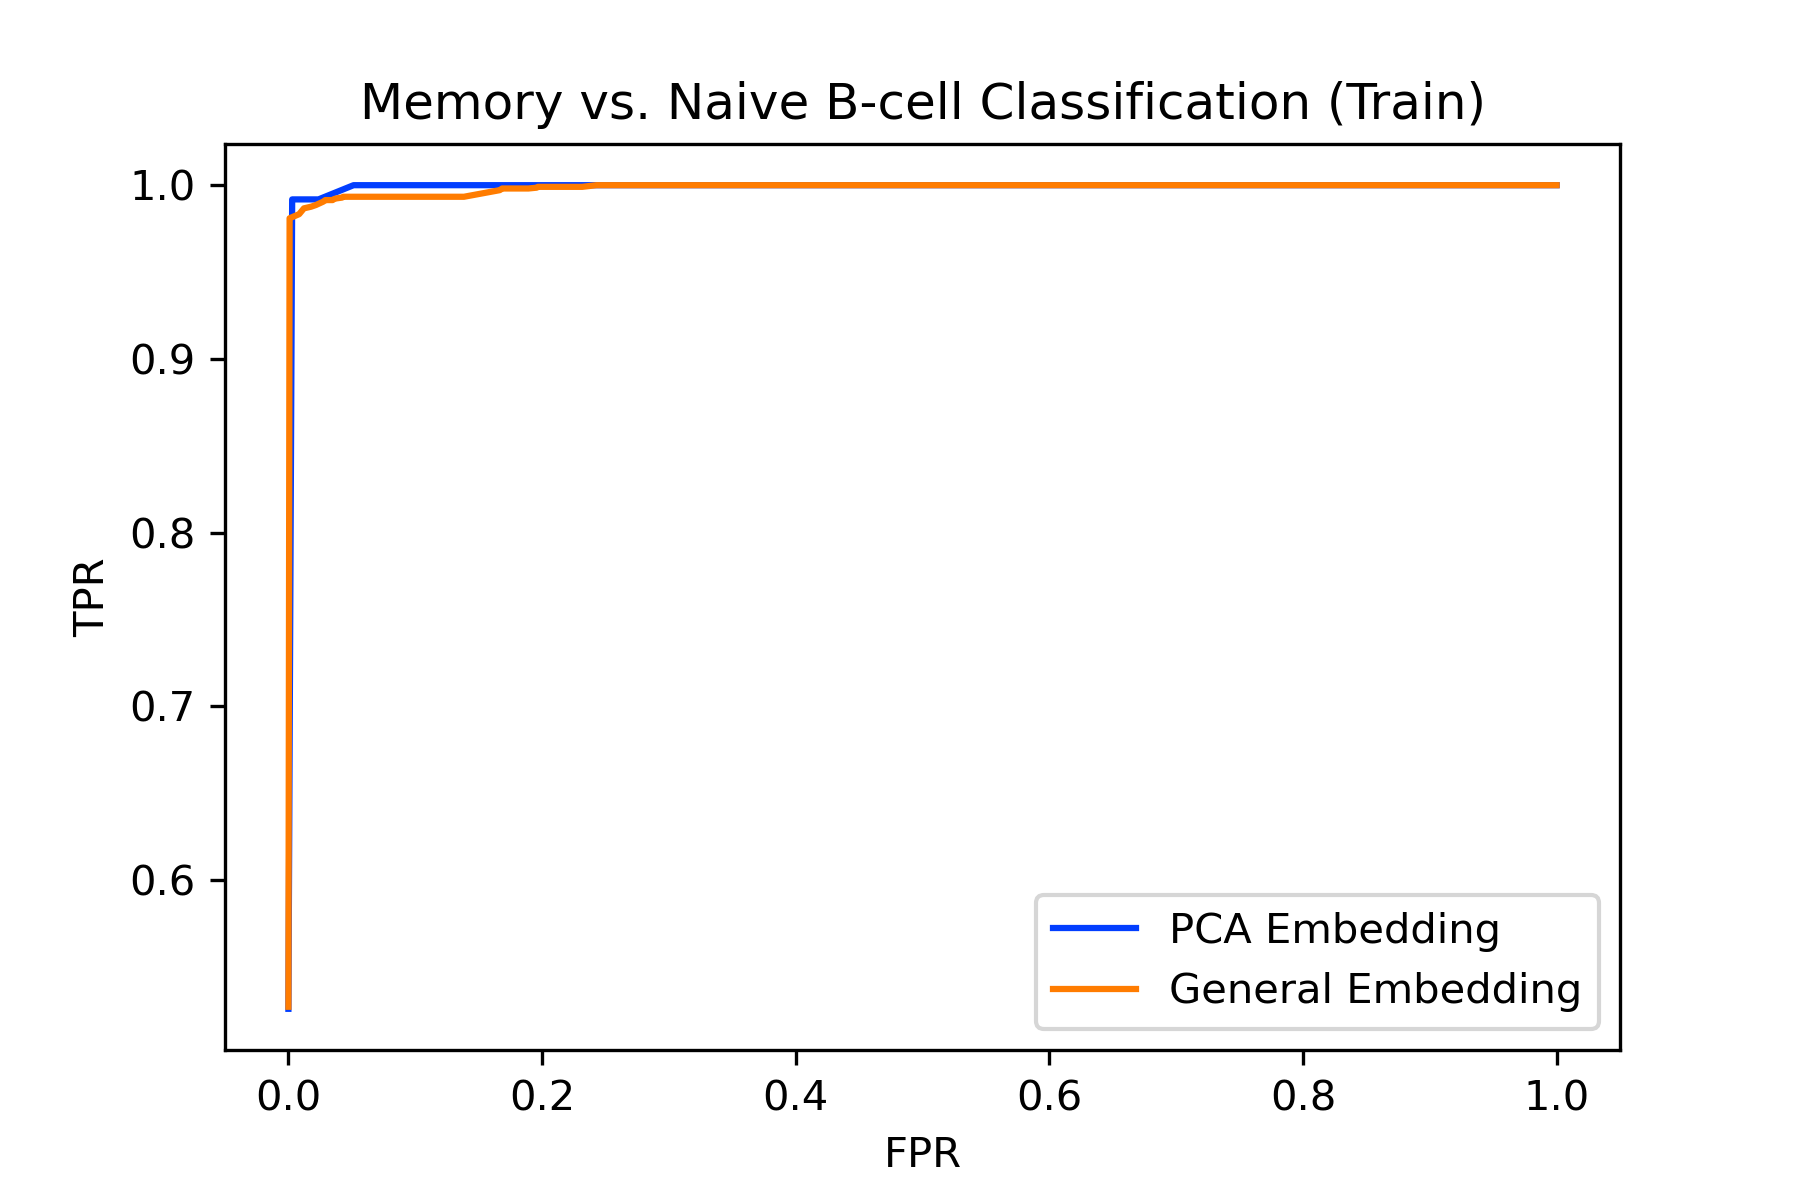 Memory vs. Naive B-cell Classification (Train)
1.0
0.9
0.8
0.7
0.6
TPR
PCA Embedding
General Embedding
0.0 0.2 0.4 0.6 0.8 1.0
FPR